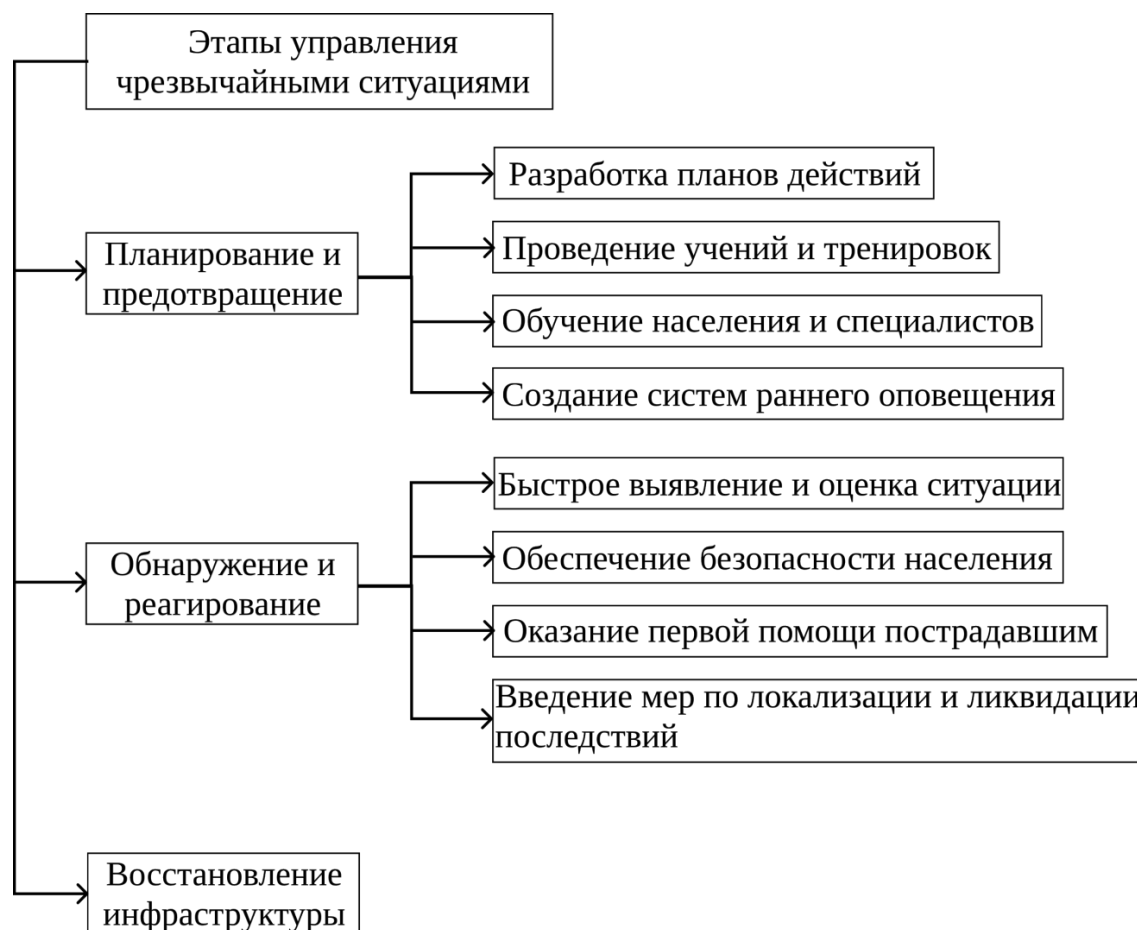 Этапы управления
чрезвычайными ситуациями
Планирование и
предотвращение
Разработка планов действий
Проведение учений и тренировок
Обучение населения и специалистов
Создание систем раннего оповещения
Обнаружение и
реагирование
Быстрое выявление и оценка ситуации
Обеспечение безопасности населения
Оказание первой помощи пострадавшим
Введение мер по локализации и ликвидации
последствий
Восстановление
инфраструктуры